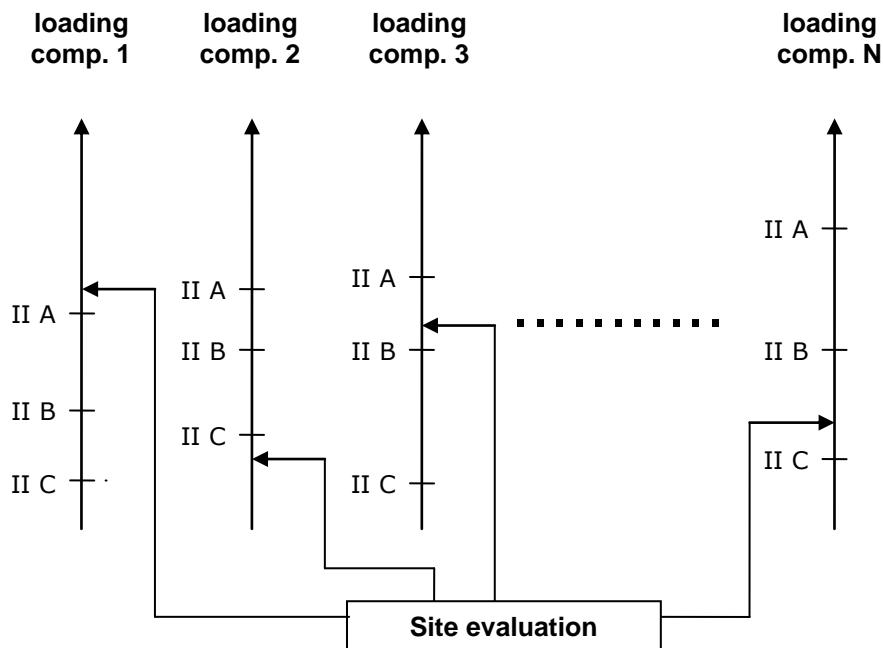 loading comp. 1
loading comp. 2
loading comp. 3
loading comp. N
II A
II B
II C
II A
II B
II C
II A
II B
II C
II A
II B
II C
Site evaluation